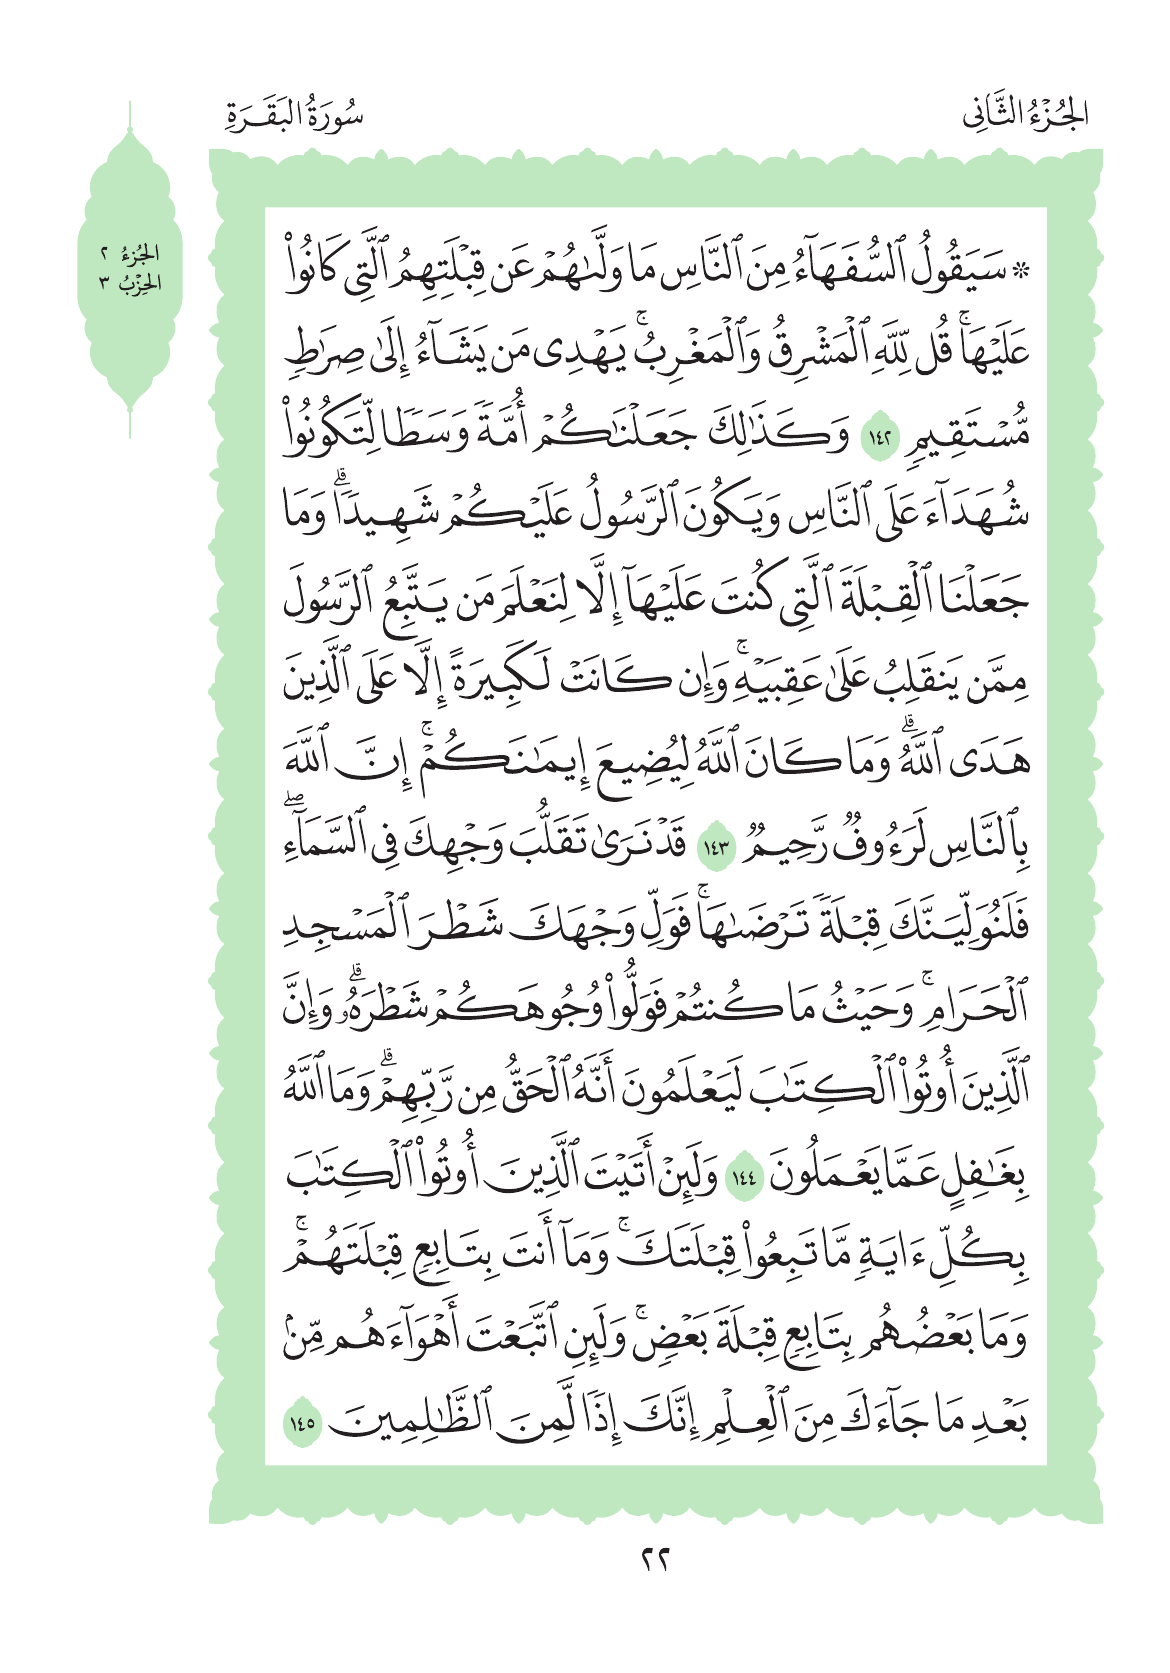 الجُزْءُ الثَّانِي
سُورَةُ البَقَرَةِ
الجُزءُ ٢
الحِزْبُ ٣
۞ سَيَقُولُ ٱلسُّفَهَآءُ مِنَ ٱلنَّاسِ مَا وَلَّىٰهُمْ عَن قِبْلَتِهِمُ ٱلَّتِى كَانُوا۟
عَلَيْهَا ۚ قُل لِّلَّهِ ٱلْمَشْرِقُ وَٱلْمَغْرِبُ ۚ يَهْدِى مَن يَشَآءُ إِلَىٰ صِرَٰطٍ
مُّسْتَقِيمٍ ١٤٢ وَكَذَٰلِكَ جَعَلْنَـٰكُمْ أُمَّةً وَسَطًا لِّتَكُونُوا۟
شُهَدَآءَ عَلَى ٱلنَّاسِ وَيَكُونَ ٱلرَّسُولُ عَلَيْكُمْ شَهِيدًا ۗ وَمَا
جَعَلْنَا ٱلْقِبْلَةَ ٱلَّتِى كُنتَ عَلَيْهَآ إِلَّا لِنَعْلَمَ مَن يَتَّبِعُ ٱلرَّسُولَ
مِمَّن يَنقَلِبُ عَلَىٰ عَقِبَيْهِ ۚ وَإِن كَانَتْ لَكَبِيرَةً إِلَّا عَلَى ٱلَّذِينَ
هَدَى ٱللَّهُ ۗ وَمَا كَانَ ٱللَّهُ لِيُضِيعَ إِيمَـٰنَكُمْ ۚ إِنَّ ٱللَّهَ
بِٱلنَّاسِ لَرَءُوفٌ رَّحِيمٌ ١٤٣ قَدْ نَرَىٰ تَقَلُّبَ وَجْهِكَ فِى ٱلسَّمَآءِ ۖ
فَلَنُوَلِّيَنَّكَ قِبْلَةً تَرْضَىٰهَا ۚ فَوَلِّ وَجْهَكَ شَطْرَ ٱلْمَسْجِدِ
ٱلْحَرَامِ ۚ وَحَيْثُ مَا كُنتُمْ فَوَلُّوا۟ وُجُوهَكُمْ شَطْرَهُۥ ۗ وَإِنَّ
ٱلَّذِينَ أُوتُوا۟ ٱلْكِتَـٰبَ لَيَعْلَمُونَ أَنَّهُ ٱلْحَقُّ مِن رَّبِّهِمْ ۗ وَمَا ٱللَّهُ
بِغَـٰفِلٍ عَمَّا يَعْمَلُونَ ١٤٤ وَلَئِنْ أَتَيْتَ ٱلَّذِينَ أُوتُوا۟ ٱلْكِتَـٰبَ
بِكُلِّ ءَايَةٍ مَّا تَبِعُوا۟ قِبْلَتَكَ ۚ وَمَآ أَنتَ بِتَابِعٍ قِبْلَتَهُمْ ۚ
وَمَا بَعْضُهُم بِتَابِعٍ قِبْلَةَ بَعْضٍ ۚ وَلَئِنِ ٱتَّبَعْتَ أَهْوَآءَهُم مِّنۢ
بَعْدِ مَا جَآءَكَ مِنَ ٱلْعِلْمِ إِنَّكَ إِذًا لَّمِنَ ٱلظَّـٰلِمِينَ ١٤٥
٢٢